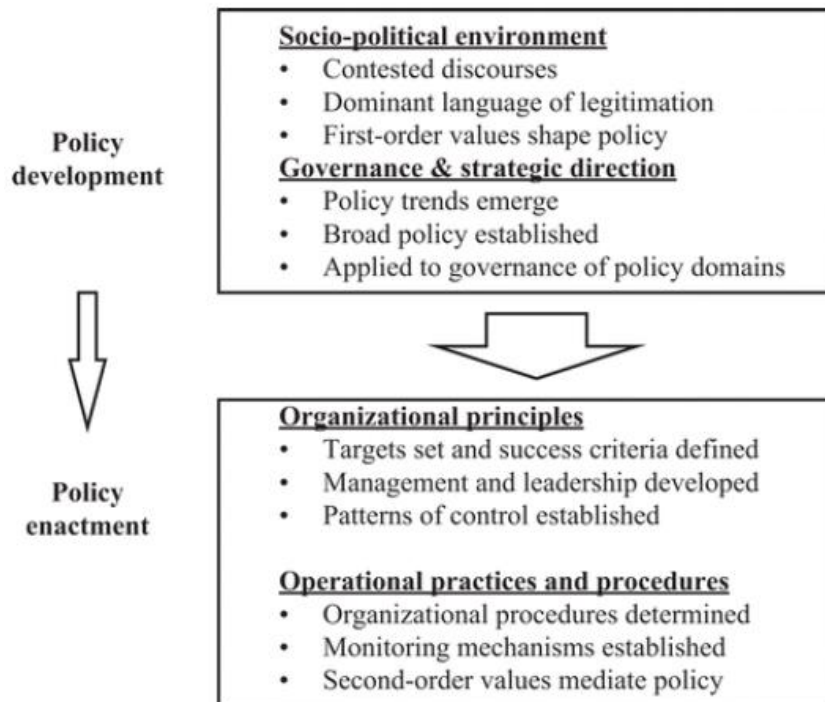 Policy
development
Socio-political environment
• Contested discourses
• Dominant language of legitimation
• First-order values shape policy
Governance & strategic direction
• Policy trends emerge
• Broad policy established
• Applied to governance of policy domains
Policy
enactment
Organizational principles
• Targets set and success criteria defined
• Management and leadership developed
• Patterns of control established
Operational practices and procedures
• Organizational procedures determined
• Monitoring mechanisms established
• Second-order values mediate policy